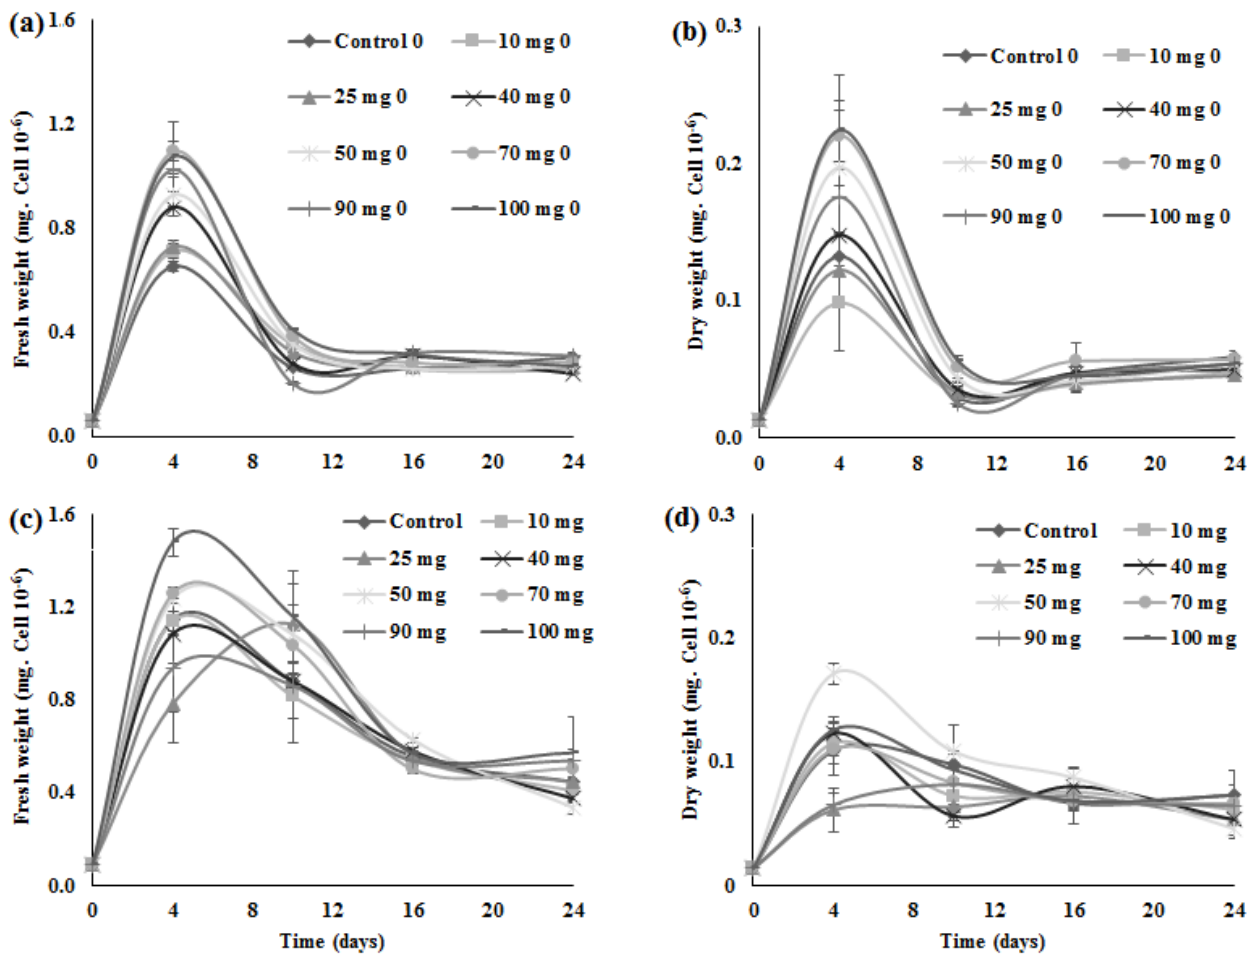 (a)
Fresh weight (mg. Cell 10-6)
1.6
1.2
0.8
0.4
0.0
Control 0
10 mg 0
25 mg 0
40 mg 0
50 mg 0
70 mg 0
90 mg 0
100 mg 0
0 4 8 12 16 20 24
(b)
Dry weight (mg. Cell 10-6)
0.3
0.2
0.1
0.0
Control 0
10 mg 0
25 mg 0
40 mg 0
50 mg 0
70 mg 0
90 mg 0
100 mg 0
0 4 8 12 16 20 24
(c)
Fresh weight (mg. Cell 10-6)
1.6
1.2
0.8
0.4
0.0
Control
10 mg
25 mg
40 mg
50 mg
70 mg
90 mg
100 mg
0 4 8 12 16 20 24
Time (days)
(d)
Dry weight (mg. Cell 10-6)
0.3
0.2
0.1
0
Control
10 mg
25 mg
40 mg
50 mg
70 mg
90 mg
100 mg
0 4 8 12 16 20 24
Time (days)